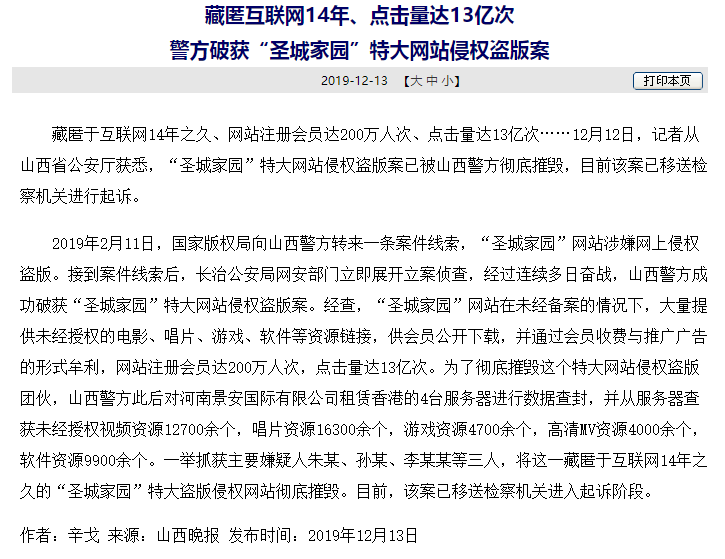 藏匿互联网14年、点击量达13亿次
警方破获“圣城家园”特大网站侵权盗版案
2019-12-13 【大 中 小】 打印本页
藏匿于互联网14年之久、网站注册会员达200万人次、点击量达13亿次……12月12日，记者从
山西省公安厅获悉，“圣城家园”特大网站侵权盗版案已被山西警方彻底摧毁，目前该案已移送检
察机关进行起诉。
2019年2月11日，国家版权局向山西警方转来一条案件线索，“圣城家园”网站涉嫌网上侵权
盗版。接到案件线索后，长治公安局网安部门立即展开立案侦查，经过连续多日奋战，山西警方成
功破获“圣城家园”特大网站侵权盗版案。经查，“圣城家园”网站在未经备案的情况下，大量提
供未经授权的电影、唱片、游戏、软件等资源链接，供会员公开下载，并通过会员收费与推广广告
的形式牟利，网站注册会员达200万人次，点击量达13亿次。为了彻底摧毁这个特大网站侵权盗版
团伙，山西警方此后对河南景安国际有限公司租赁香港的4台服务器进行数据查封，并从服务器查
获未经授权视频资源12700余个，唱片资源16300余个，游戏资源4700余个，高清MV资源4000余个，
软件资源9900余个。一举抓获主要嫌疑人朱某、孙某、李某某等三人，将这一藏匿于互联网14年之
久的“圣城家园”特大盗版侵权网站彻底摧毁。目前，该案已移送检察机关进入起诉阶段。
作者：辛戈 来源：山西晚报 发布时间：2019年12月13日